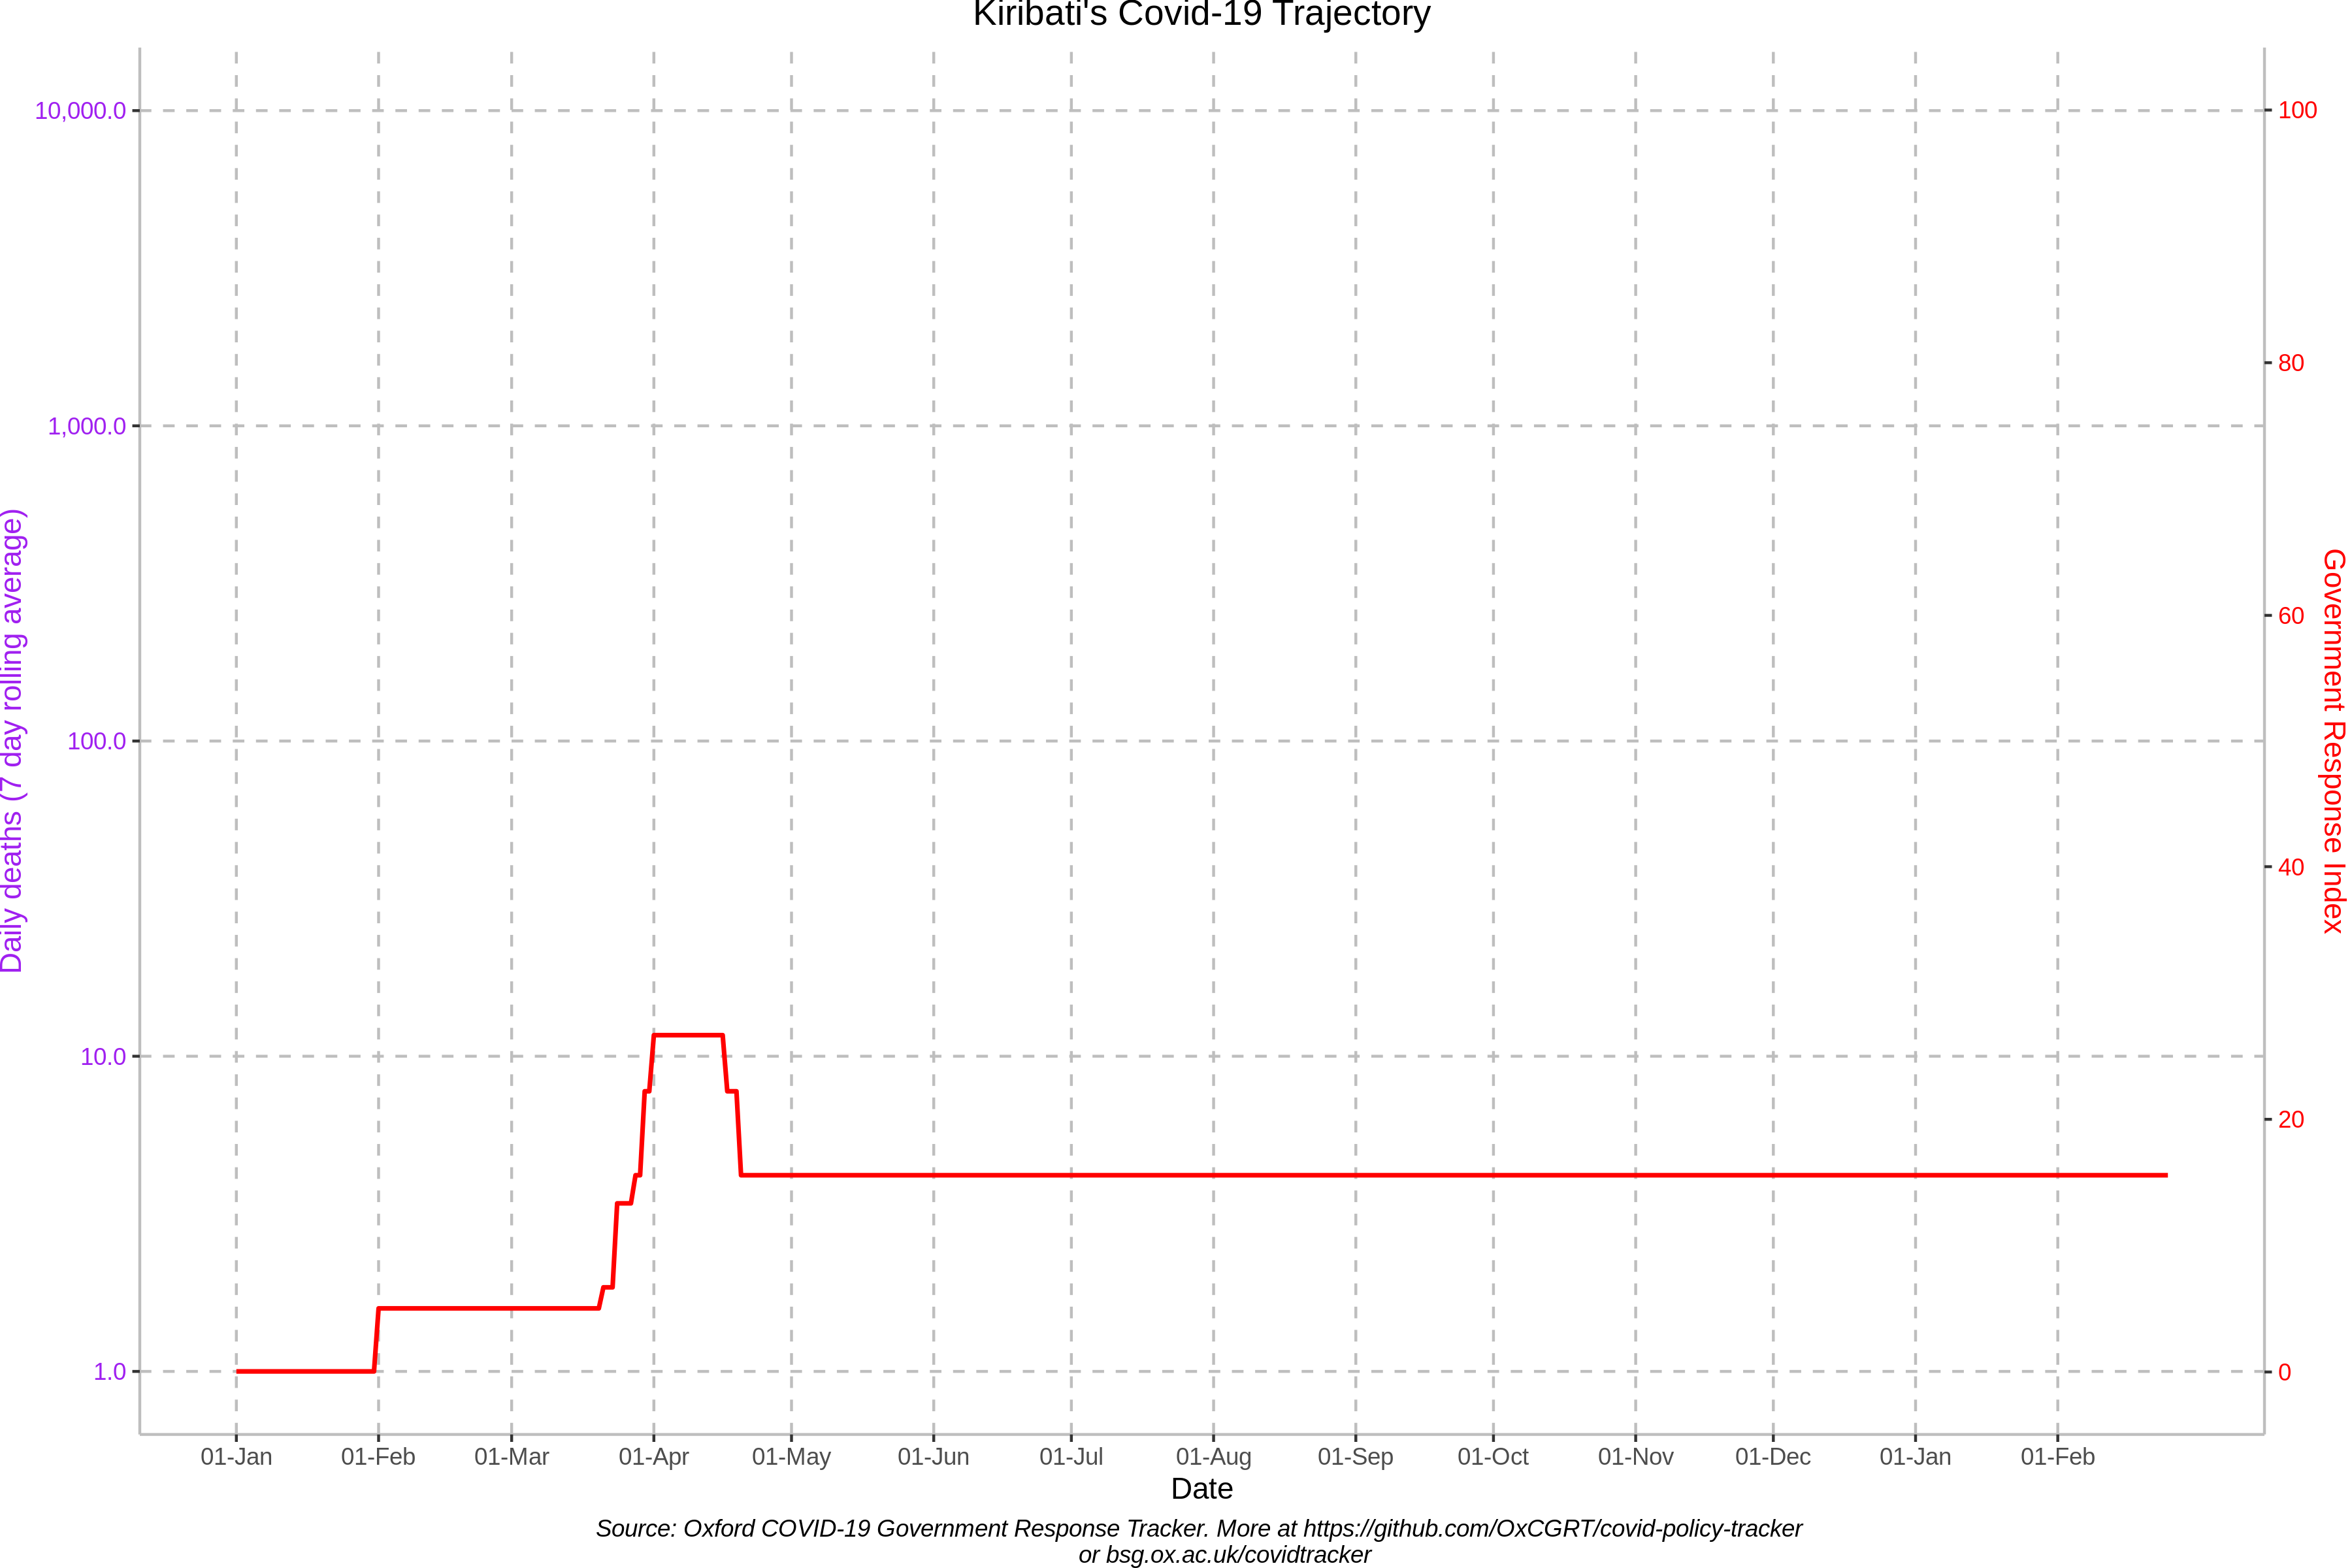 Kiribati's Covid-19 Trajectory
10,000.0
1,000.0
100.0
10.0
1.0
Daily deaths (7 day rolling average)
100
80
60
40
20
0
Government Response Index
01-Jan 01-Feb 01-Mar 01-Apr 01-May 01-Jun 01-Jul 01-Aug 01-Sep 01-Oct 01-Nov 01-Dec 01-Jan 01-Feb
Date
Source: Oxford COVID-19 Government Response Tracker. More at https://github.com/OxCGRT/covid-policy-tracker
or bsg.ox.ac.uk/covidtracker